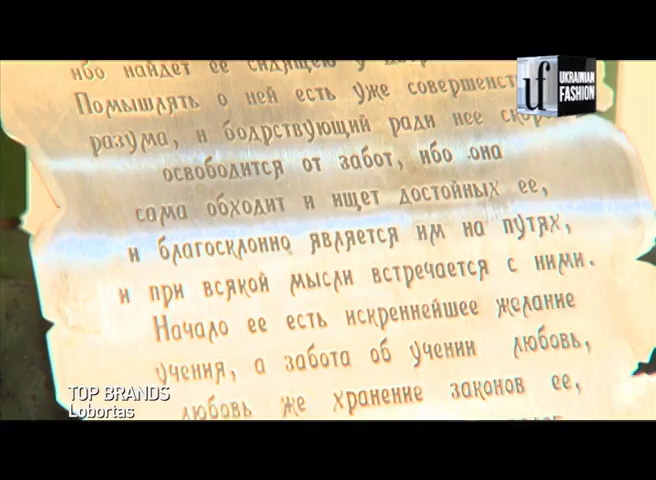 ибо найдет ее сидящею у
Помышлять о ней есть уже совершенст
разума, и бодрствующий ради нее скор
освободится от забот, ибо она
сама обходит и ищет достойных ее,
и благосклонно является им на путях,
и при всякой мысли встречается с ними.
Начало ее есть искреннейшее желание
учения, а забота об учении любовь,
любовь же хранение законов ее,
uf UKRAINIAN
FASHION
TOP BRANDS
Lobortas